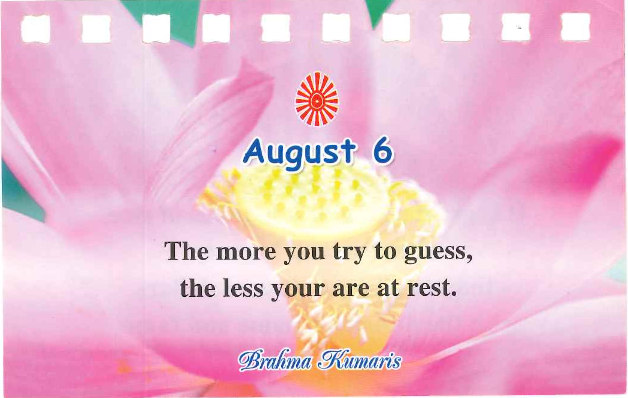 August 6
The more you try to guess,
the less your are at rest.
Brahma Kumaris